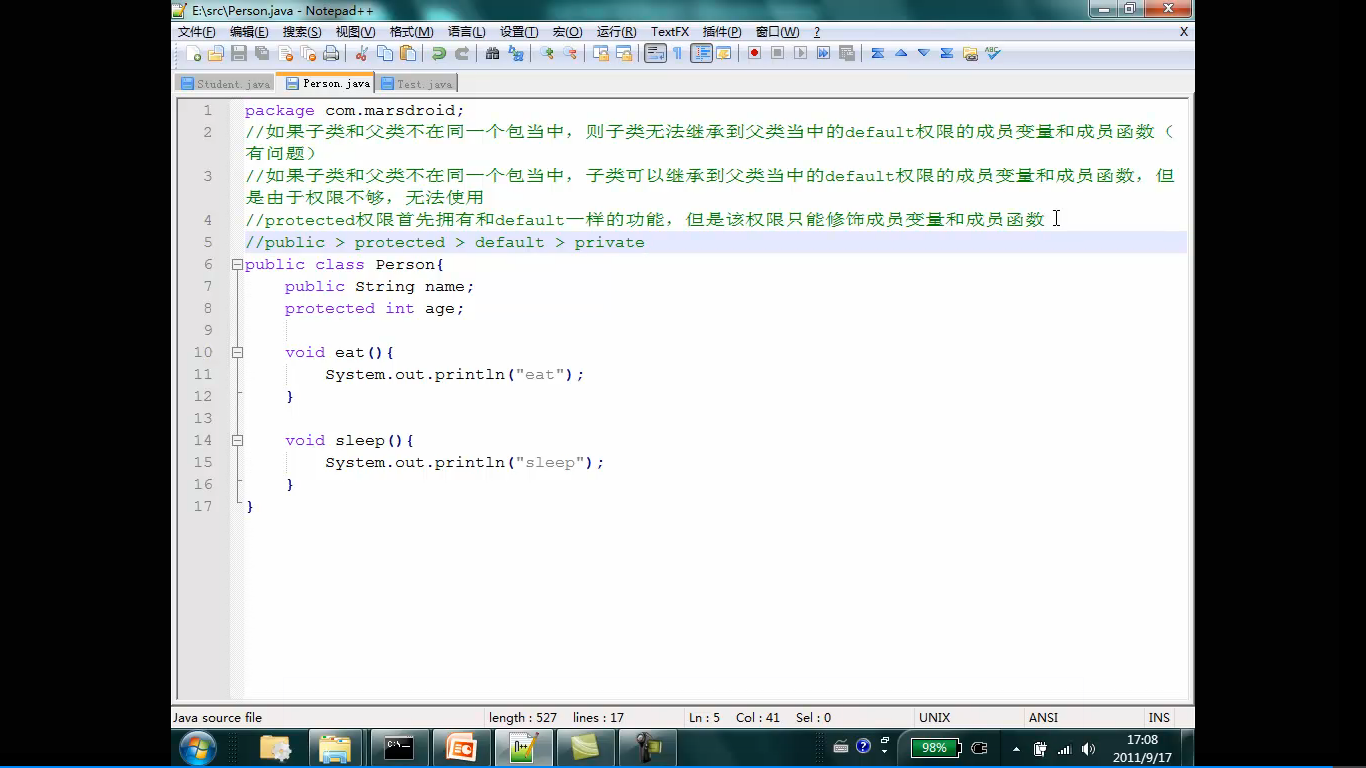 E:\src\Person.java - Notepad++
文件(F) 编辑(E) 搜索(S) 视图(V) 格式(M) 语言(L) 设置(T) 宏(O) 运行(R) TextFX 插件(P) 窗口(W) ? X
Student.java Person.java Test.java
1 package com.marsdroid;
2 //如果子类和父类不在同一个包当中，则子类无法继承到父类当中的default权限的成员变量和成员函数（
有问题）
3 //如果子类和父类不在同一个包当中，子类可以继承到父类当中的default权限的成员变量和成员函数，但
是由于权限不够，无法使用
4 //protected权限首先拥有和default一样的功能，但是该权限只能修饰成员变量和成员函数
5 //public > protected > default > private
6 public class Person{
7 public String name;
8 protected int age;
9
10 void eat(){
11 System.out.println("eat");
12 }
13
14 void sleep(){
15 System.out.println("sleep");
16 }
17 }
Java source file length : 527 lines : 17 Ln : 5 Col : 41 Sel : 0 UNIX ANSI INS
98% 17:08
2011/9/17